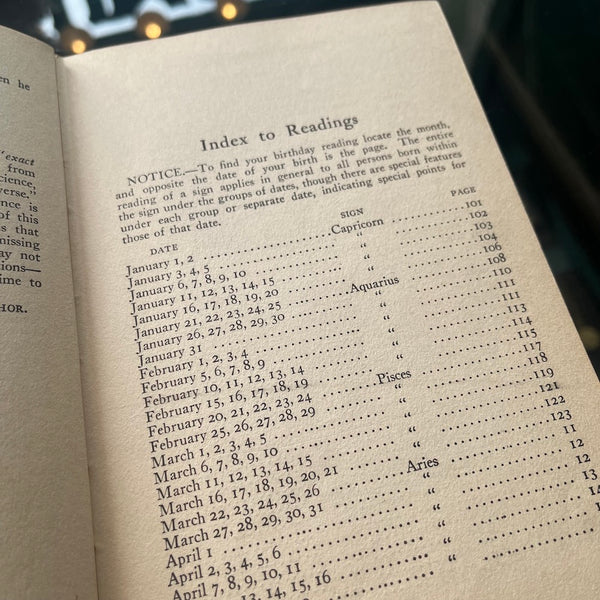 en he
"exact
from
cience,
verse."
nce is
of this
s that
missing
ay not
ions—
ime to
HOR.
Index to Readings
NOTICE.—To find your birthday reading locate the month,
and opposite the date of your birth is the page. The entire
reading of a sign applies in general to all persons born within
the sign under the groups of dates, though there are special features
under each group or separate date, indicating special points for
those of that date.
DATE SIGN PAGE
January 1, 2 ..... Capricorn ..... 101
January 3, 4, 5 ..... " ..... 102
January 6, 7, 8, 9, 10 ..... " ..... 103
January 11, 12, 13, 14, 15 ..... " ..... 104
January 16, 17, 18, 19, 20 ..... " ..... 106
January 21, 22, 23, 24, 25 ..... Aquarius ..... 108
January 26, 27, 28, 29, 30 ..... " ..... 110
January 31 ..... " ..... 111
February 1, 2, 3, 4 ..... " ..... 111
February 5, 6, 7, 8, 9 ..... " ..... 113
February 10, 11, 12, 13, 14 ..... " ..... 114
February 15, 16, 17, 18, 19 ..... " ..... 115
February 20, 21, 22, 23, 24 ..... Pisces ..... 117
February 25, 26, 27, 28, 29 ..... " ..... 118
March 1, 2, 3, 4, 5 ..... " ..... 119
March 6, 7, 8, 9, 10 ..... " ..... 121
March 11, 12, 13, 14, 15 ..... " ..... 122
March 16, 17, 18, 19, 20, 21 ..... " ..... 123
March 22, 23, 24, 25, 26 ..... Aries ..... 11
March 27, 28, 29, 30, 31 ..... " ..... 12
April 1 ..... " ..... 12
April 2, 3, 4, 5, 6 ..... " ..... 13
April 7, 8, 9, 10, 11 ..... "
13, 14, 15, 16 ..... "